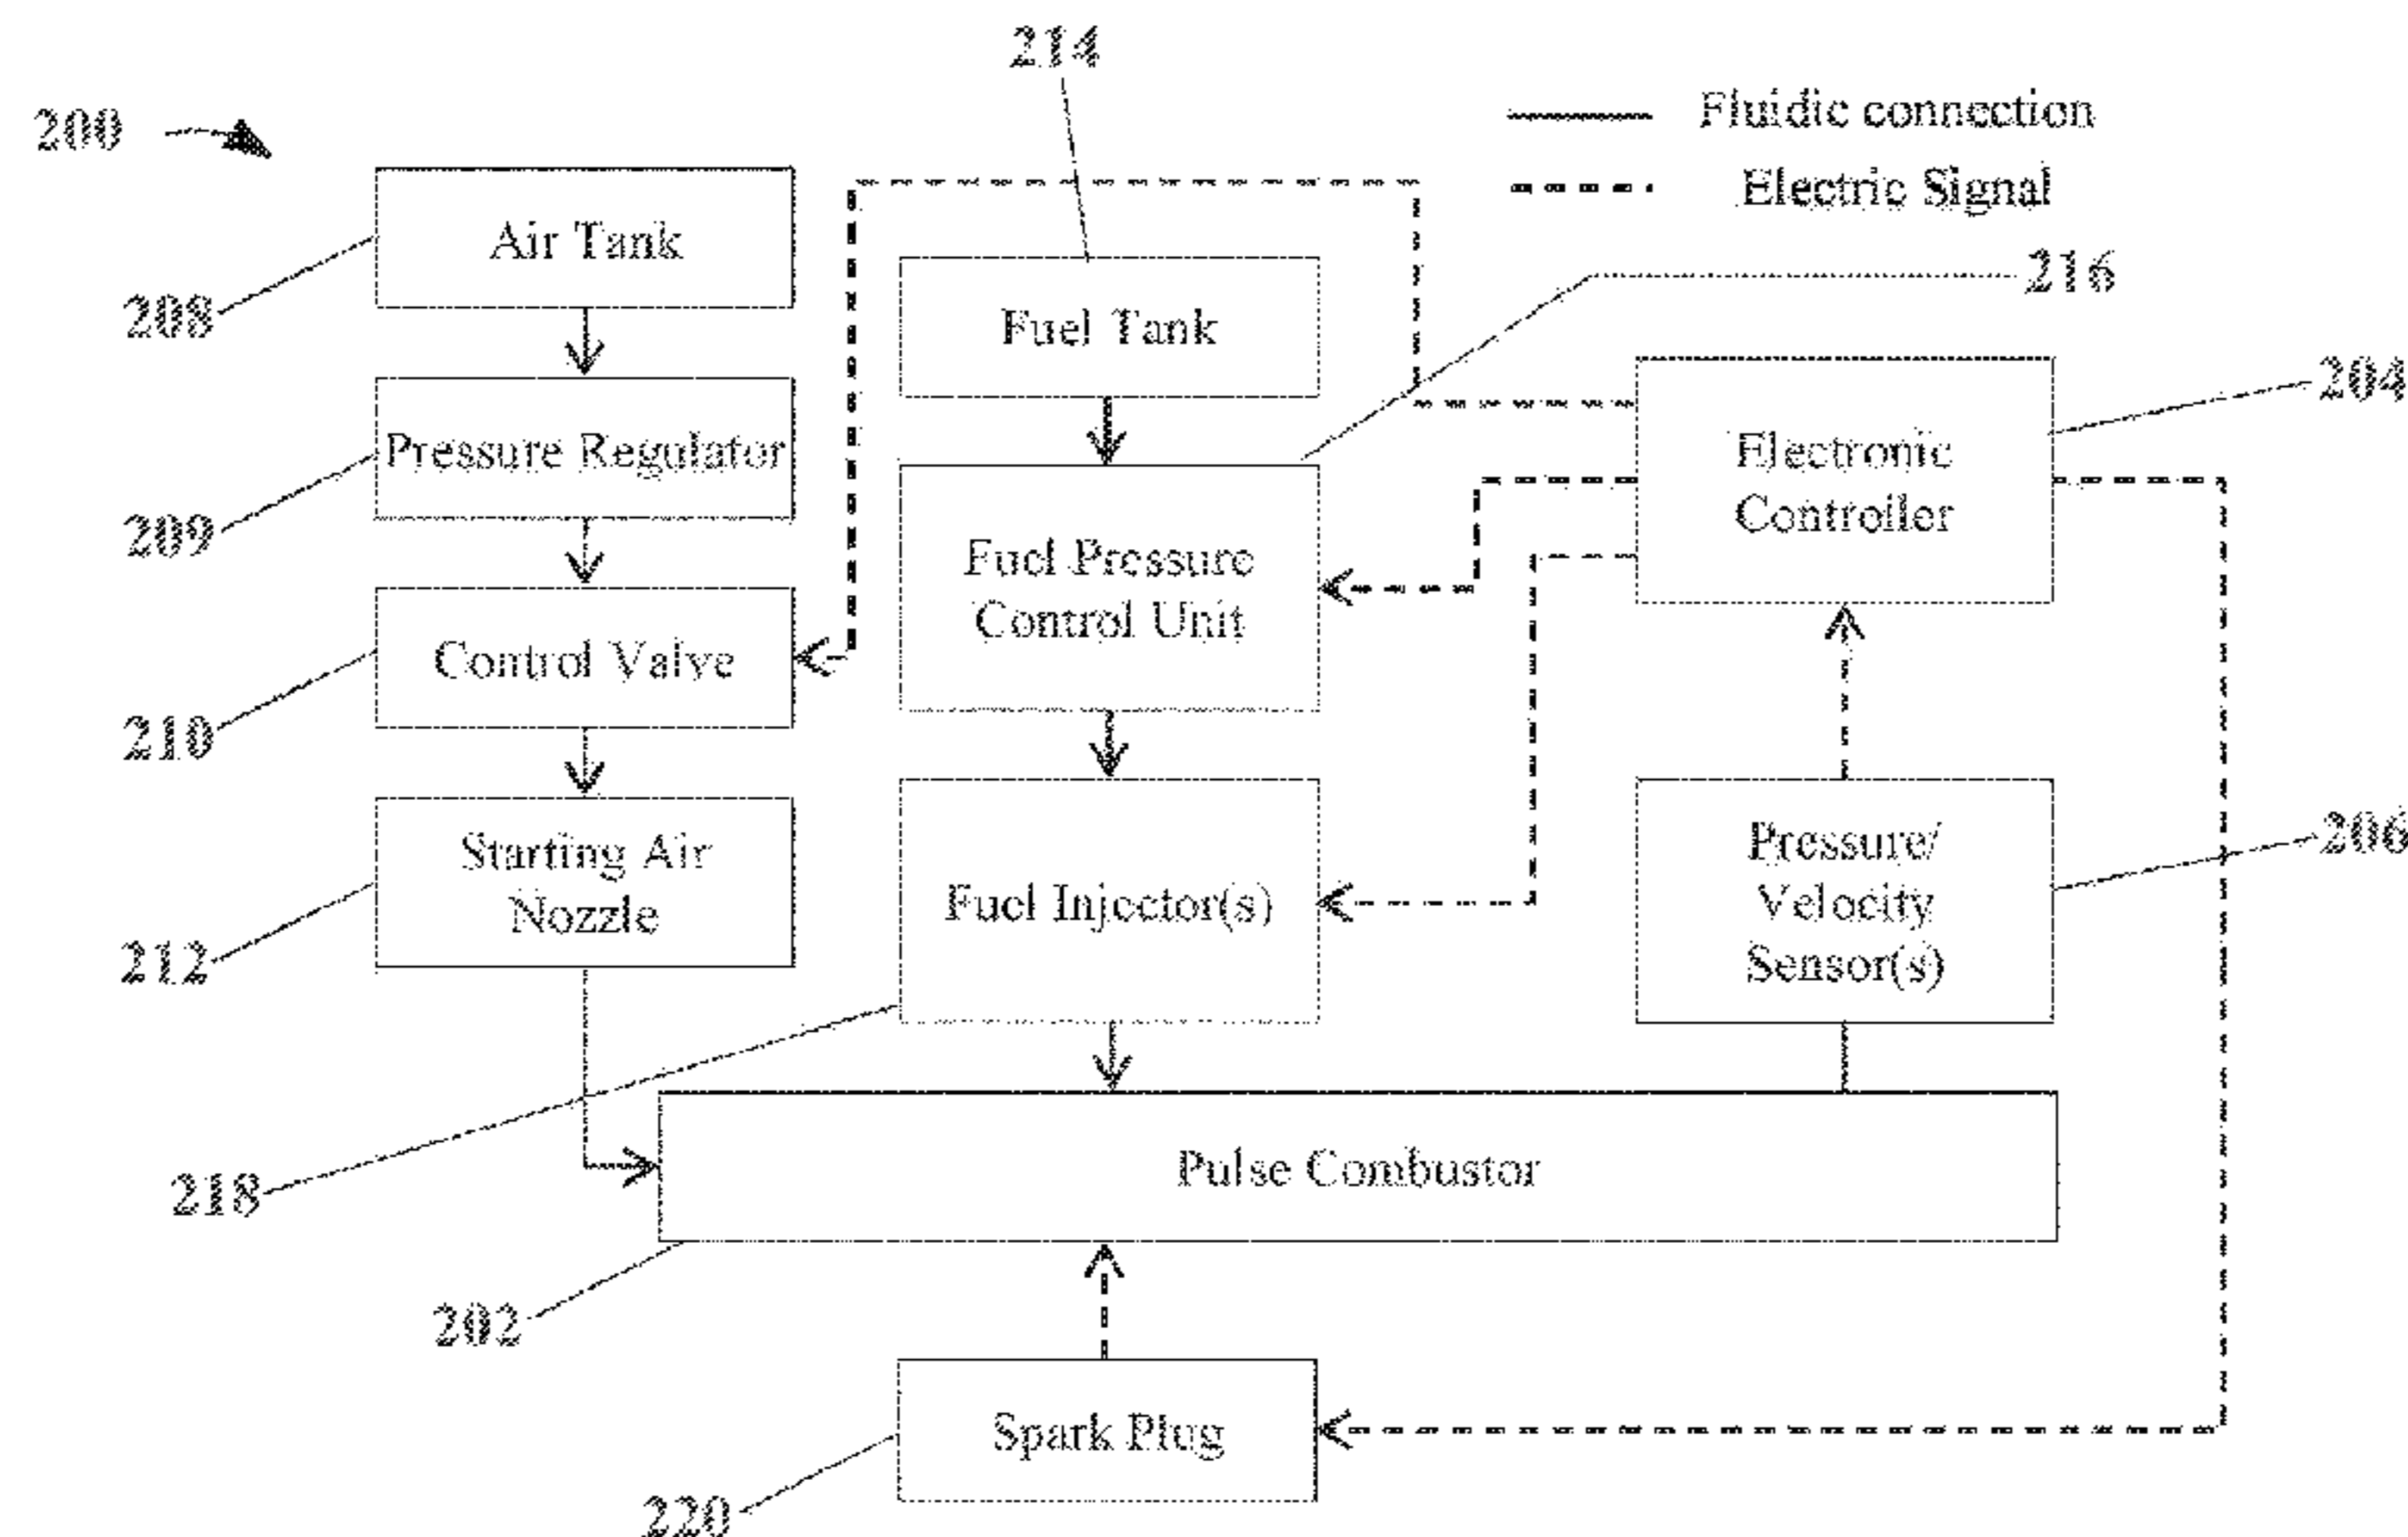 214
200
Fluidic connection
Electric Signal
Air Tank
208
Fuel Tank
216
204
Pressure Regulator
209
Electronic
Controller
Fuel Pressure
Control Unit
Control Valve
210
Starting Air
Nozzle
212
Fuel Injector(s)
Pressure/
Velocity
Sensor(s)
206
218
Pulse Combustor
202
Spark Plug
220